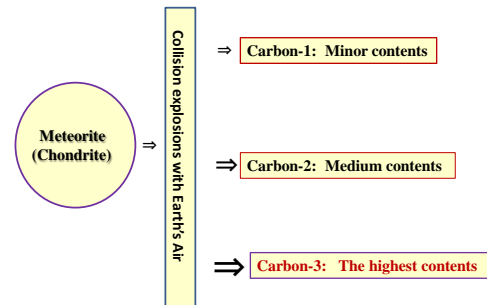 Meteorite
(Chondrite)
⇒
Collision explosions with Earth's Air
⇒
Carbon-1: Minor contents
⇒
Carbon-2: Medium contents
⇒
Carbon-3: The highest contents